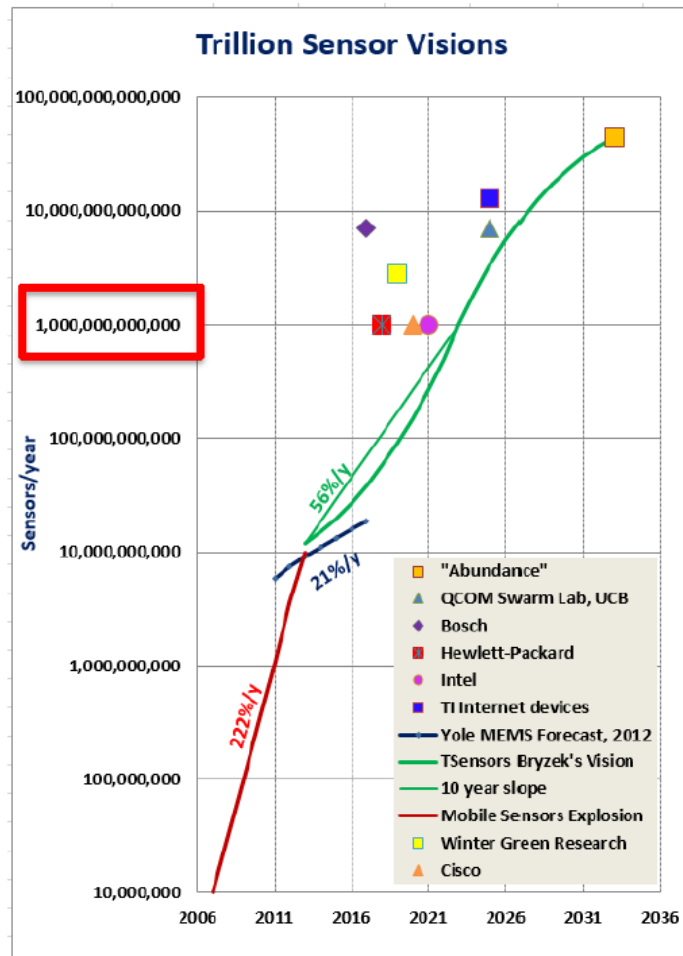 Trillion Sensor Visions
100,000,000,000,000
10,000,000,000,000
1,000,000,000,000
100,000,000,000
10,000,000,000
1,000,000,000
100,000,000
10,000,000
Sensors/year
56%/y
21%/y
222%/y
"Abundance"
QCOM Swarm Lab, UCB
Bosch
Hewlett-Packard
Intel
TI Internet devices
Yole MEMS Forecast, 2012
TSensors Bryzek's Vision
10 year slope
Mobile Sensors Explosion
Winter Green Research
Cisco
2006 2011 2016 2021 2026 2031 2036